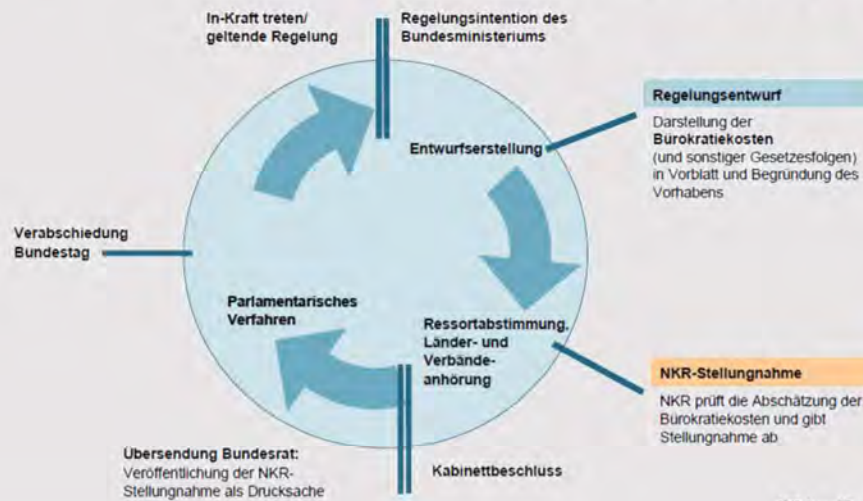 In-Kraft treten/
geltende Regelung
Regelungsintention des
Bundesministeriums
Regelungsentwurf
Darstellung der
Bürokratiekosten
(und sonstiger Gesetzesfolgen)
in Vorblatt und Begründung des
Vorhabens
Entwurfserstellung
Verabschiedung
Bundestag
Parlamentarisches
Verfahren
Ressortabstimmung,
Länder- und
Verbände-
anhörung
NKR-Stellungnahme
NKR prüft die Abschätzung der
Bürokratiekosten und gibt
Stellungnahme ab
Übersendung Bundesrat:
Veröffentlichung der NKR-
Stellungnahme als Drucksache
Kabinettbeschluss